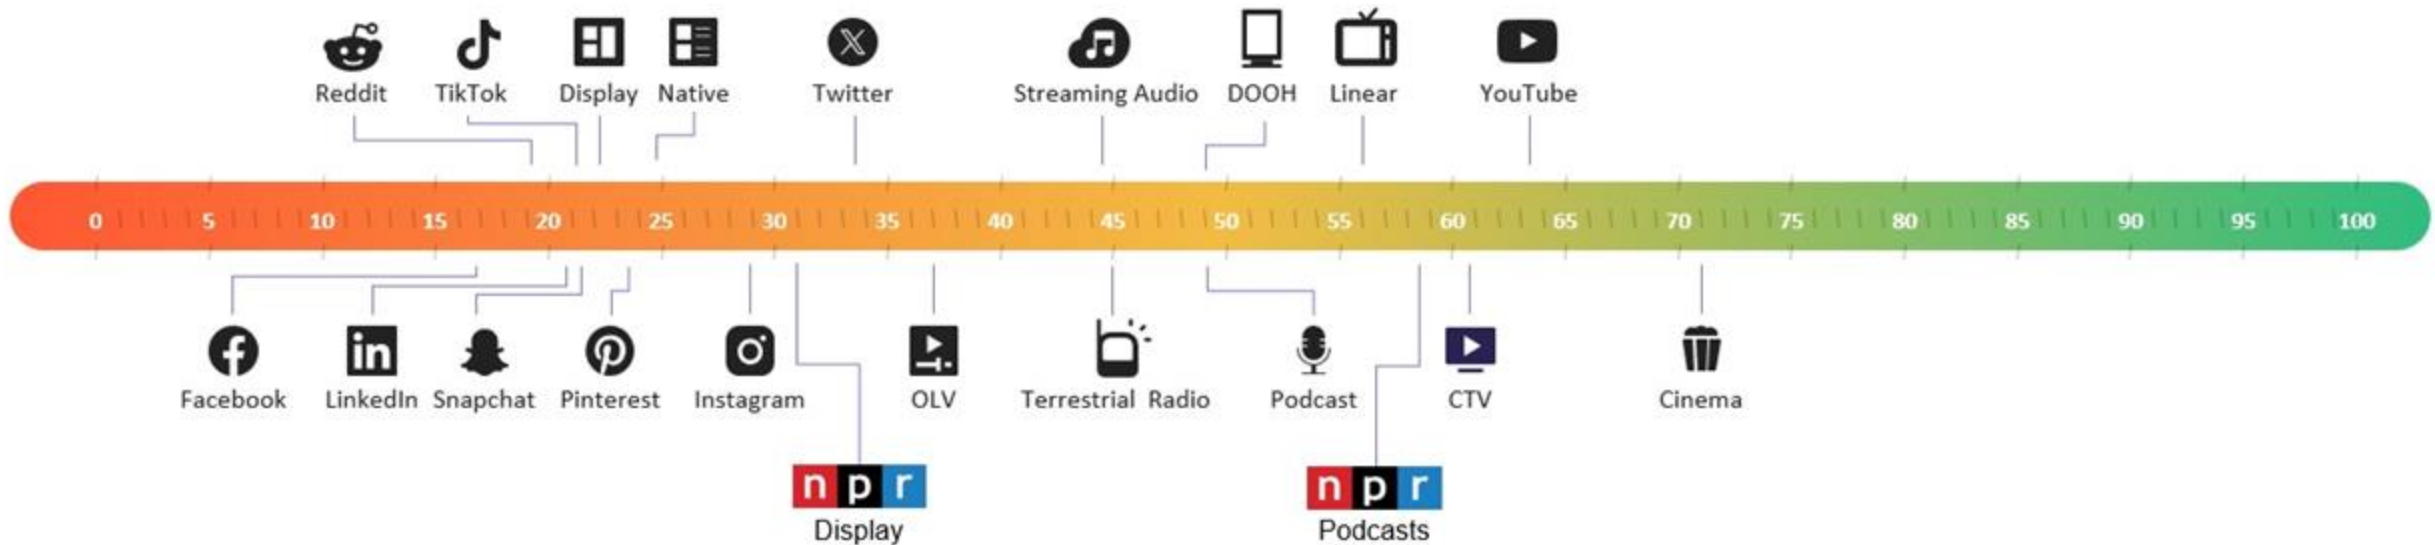 Reddit TikTok Display Native Twitter Streaming Audio DOOH Linear YouTube
0 5 10 15 20 25 30 35 40 45 50 55 60 65 70 75 80 85 90 95 100
Facebook LinkedIn Snapchat Pinterest Instagram OLV Terrestrial Radio Podcast CTV Cinema
npr npr
Display Podcasts